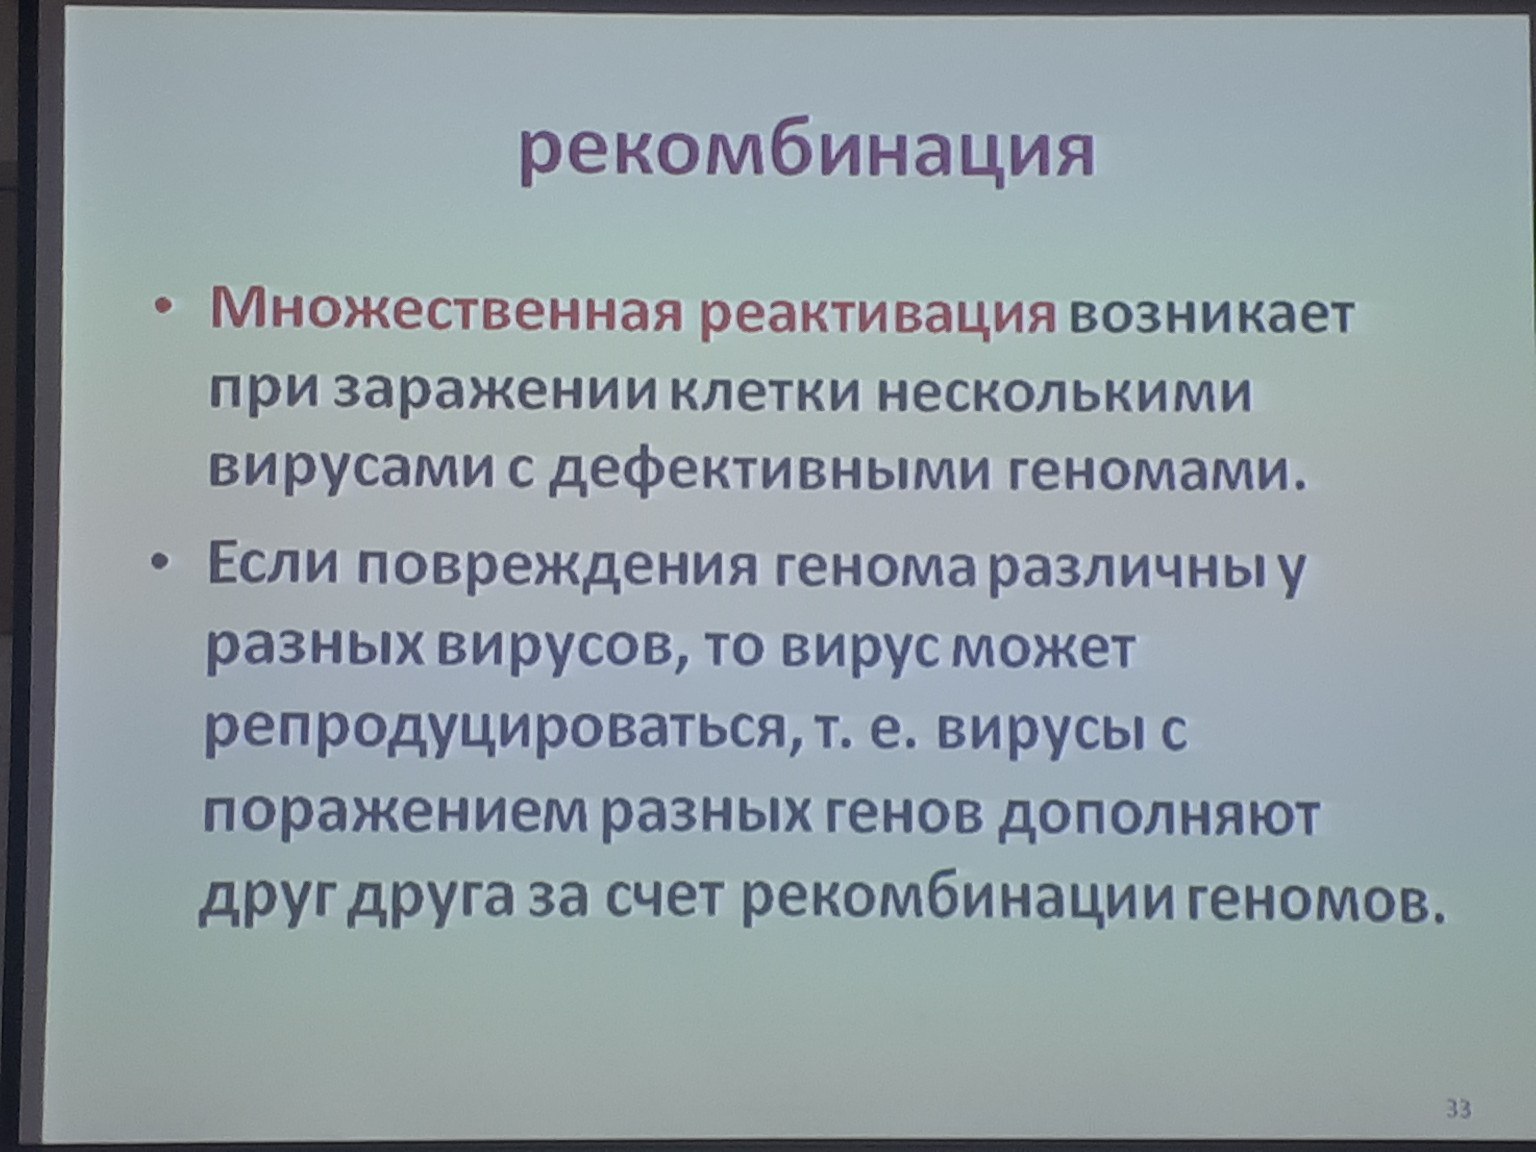 рекомбинация
• Множественная реактивация возникает
при заражении клетки несколькими
вирусами с дефективными геномами.
• Если повреждения генома различны у
разных вирусов, то вирус может
репродуцироваться, т. е. вирусы с
поражением разных генов дополняют
друг друга за счет рекомбинации геномов.
33